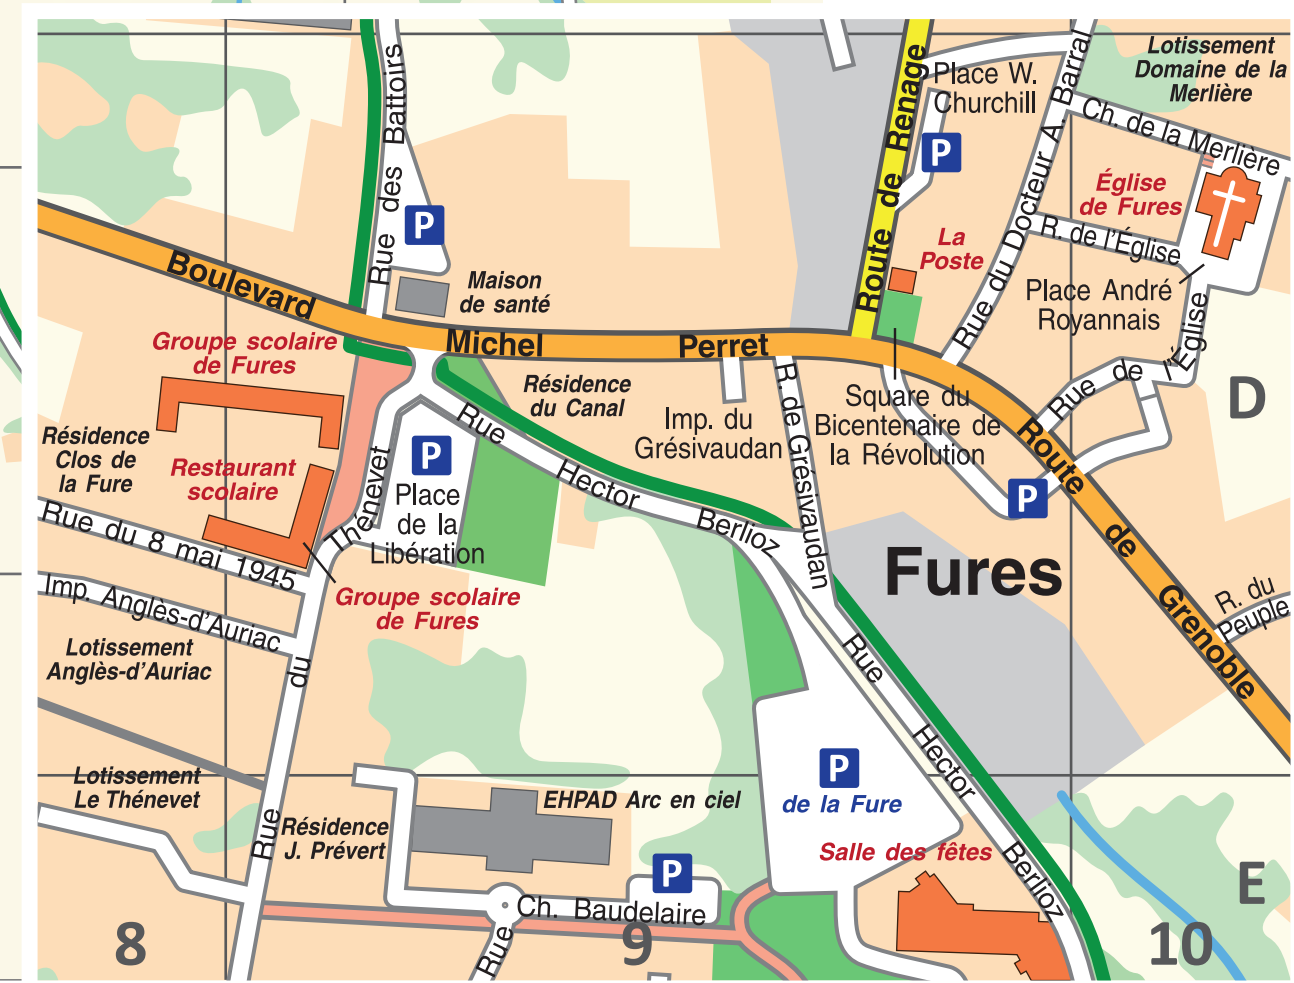 Rue des Battoirs
P
Boulevard Michel Perret
Maison
de santé
Route de Renage
Place W.
Churchill
P
Rue du Docteur A. Barral
Lotissement
Domaine de la
Merlière
Ch. de la Merlière
Église
de Fures
R. de l'Église
La
Poste
Place André
Royannais
Rue de l'Église
D
Groupe scolaire
de Fures
Résidence
Clos de
la Fure
Restaurant
scolaire
Rue du 8 mai 1945
Imp. Anglès-d'Auriac
Lotissement
Anglès-d'Auriac
P
Place
de la
Libération
Groupe scolaire
de Fures
Rue du Thénevet
Résidence
du Canal
Rue Hector Berlioz
Imp. du
Grésivaudan
R. de Grésivaudan
Square du
Bicentenaire de
la Révolution
P
Route de Grenoble
Fures
R. du
Peuple
Rue Hector Berlioz
Lotissement
Le Thénevet
Résidence
J. Prévert
EHPAD Arc en ciel
P
de la Fure
Salle des fêtes
P
Ch. Baudelaire
Rue
E
8
9
10